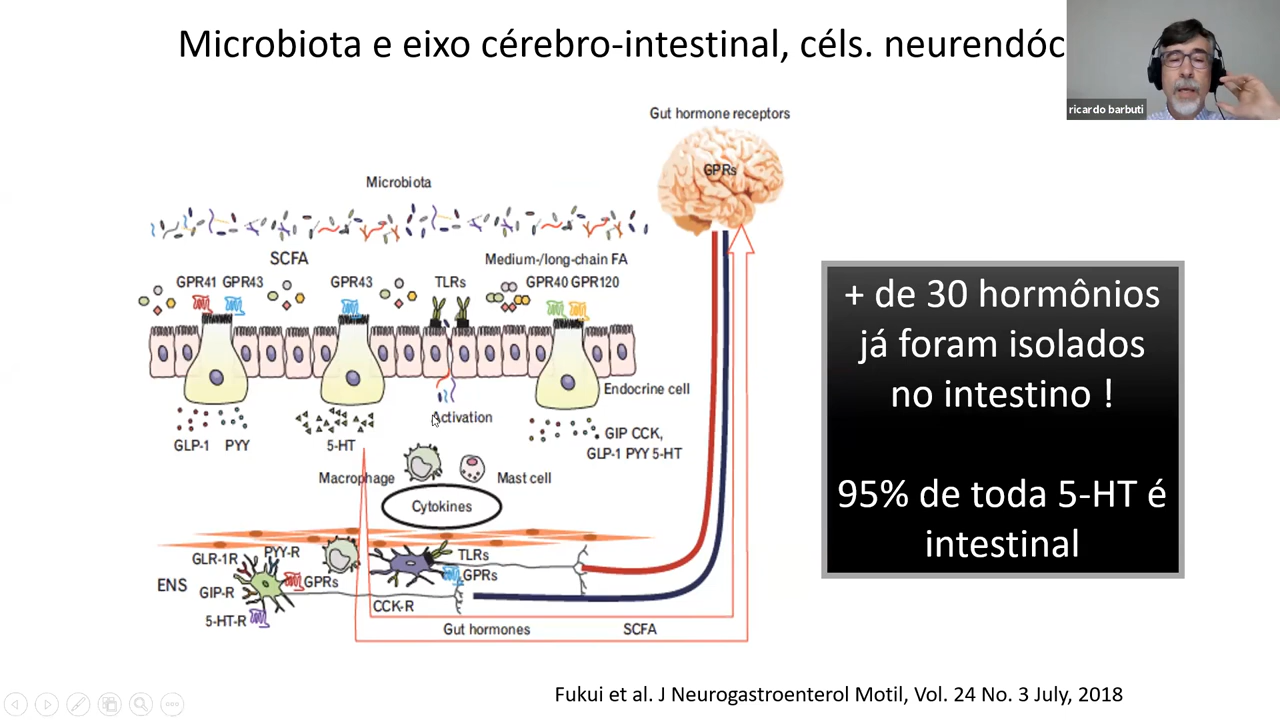 Microbiota e eixo cérebro-intestinal, céls. neurendóc
ricardo barbuti
Gut hormone receptors
GPRs
Microbiota
SCFA
Medium-/long-chain FA
GPR41 GPR43
GPR43
TLRs
GPR40 GPR120
Endocrine cell
GLP-1 PYY
5-HT
Activation
GIP CCK,
GLP-1 PYY 5-HT
Macrophage
Mast cell
Cytokines
GLR-1R
PYY-R
GPRs
TLRs
GPRs
ENS
GIP-R
CCK-R
5-HT-R
Gut hormones
SCFA
+ de 30 hormônios
já foram isolados
no intestino !
95% de toda 5-HT é
intestinal
Fukui et al. J Neurogastroenterol Motil, Vol. 24 No. 3 July, 2018